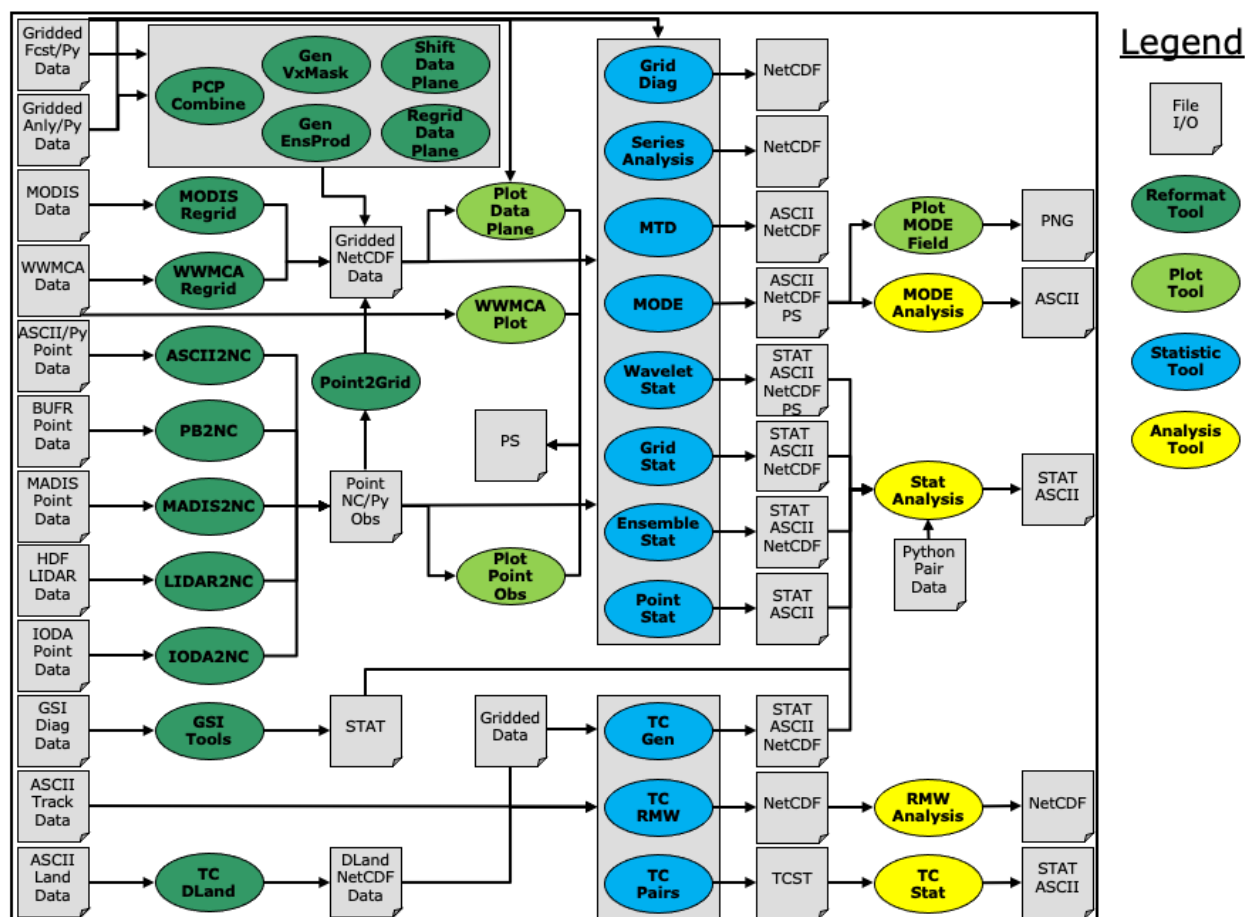 Legend
Gridded
Fcst/Py
Data
Gridded
Anly/Py
Data
PCP
Combine
Gen
VxMask
Shift
Data
Plane
Gen
EnsProd
Regrid
Data
Plane
Grid
Diag
NetCDF
File
I/O
Series
Analysis
NetCDF
MODIS
Data
MODIS
Regrid
Gridded
NetCDF
Data
Plot
Data
Plane
MTD
ASCII
NetCDF
Plot
MODE
Field
PNG
Reformat
Tool
WWMCA
Data
WWMCA
Regrid
WWMCA
Plot
MODE
ASCII
NetCDF
PS
MODE
Analysis
ASCII
Plot
Tool
ASCII/Py
Point
Data
ASCII2NC
Point2Grid
Wavelet
Stat
STAT
ASCII
NetCDF
PS
Statistic
Tool
BUFR
Point
Data
PB2NC
PS
Grid
Stat
STAT
ASCII
NetCDF
Analysis
Tool
MADIS
Point
Data
MADIS2NC
Point
NC/Py
Obs
Ensemble
Stat
STAT
ASCII
NetCDF
Stat
Analysis
STAT
ASCII
HDF
LIDAR
Data
LIDAR2NC
Plot
Point
Obs
Point
Stat
STAT
ASCII
Python
Pair
Data
IODA
Point
Data
IODA2NC
GSI
Diag
Data
GSI
Tools
STAT
Gridded
Data
TC
Gen
STAT
ASCII
NetCDF
ASCII
Track
Data
TC
RMW
NetCDF
RMW
Analysis
NetCDF
ASCII
Land
Data
TC
DLand
DLand
NetCDF
Data
TC
Pairs
TCST
TC
Stat
STAT
ASCII